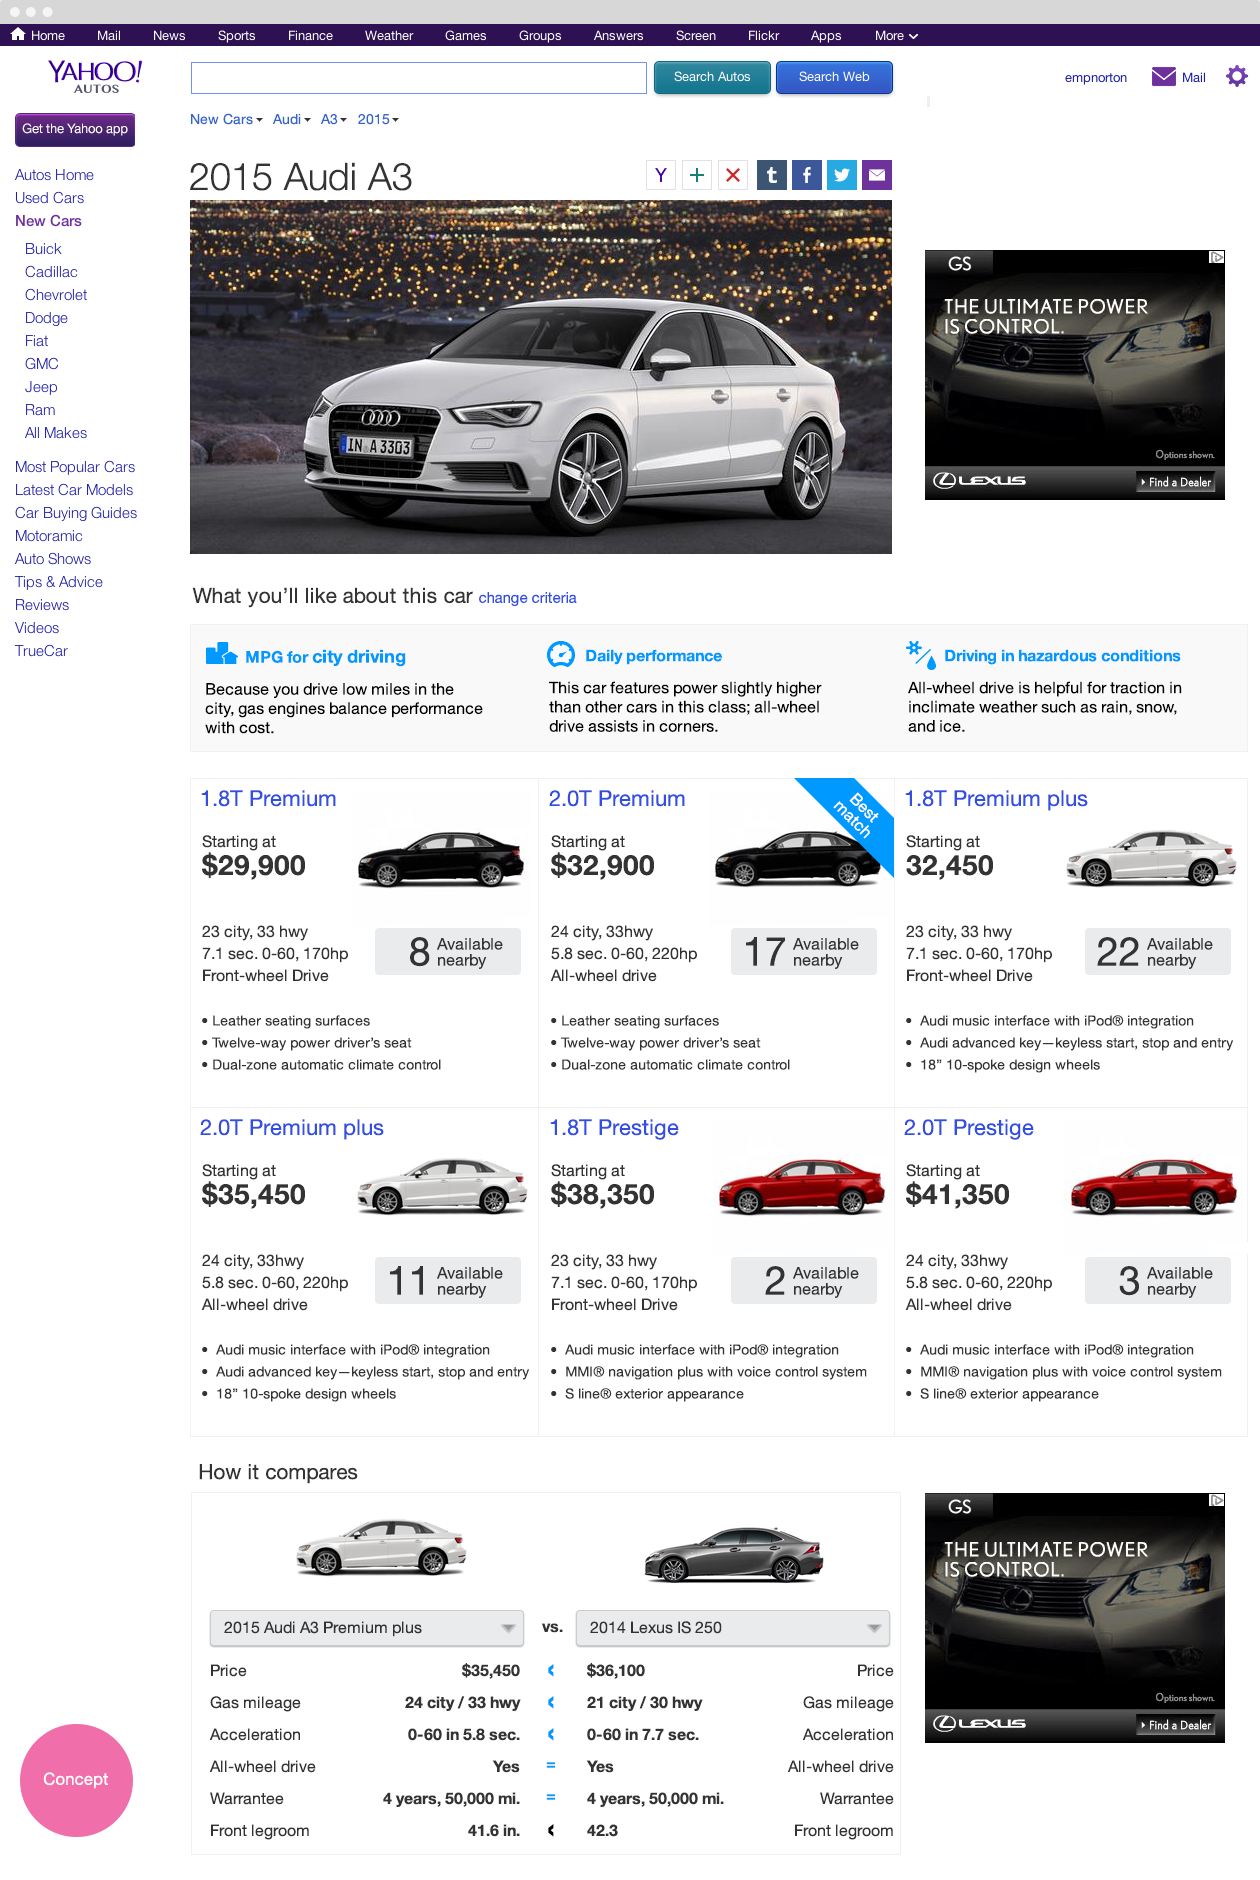 Home Mail News Sports Finance Weather Games Groups Answers Screen Flickr Apps More
YAHOO!
AUTOS
Search Autos
Search Web
empnorton
Mail
Get the Yahoo app
New Cars Audi A3 2015
Autos Home
Used Cars
New Cars
Buick
Cadillac
Chevrolet
Dodge
Fiat
GMC
Jeep
Ram
All Makes
Most Popular Cars
Latest Car Models
Car Buying Guides
Motoramic
Auto Shows
Tips & Advice
Reviews
Videos
TrueCar
2015 Audi A3
Y
t
f
IN A 3303
GS
THE ULTIMATE POWER
IS CONTROL.
Options shown.
LEXUS
Find a Dealer
What you’ll like about this car change criteria
MPG for city driving
Because you drive low miles in the
city, gas engines balance performance
with cost.
Daily performance
This car features power slightly higher
than other cars in this class; all-wheel
drive assists in corners.
Driving in hazardous conditions
All-wheel drive is helpful for traction in
inclimate weather such as rain, snow,
and ice.
1.8T Premium
Starting at
$29,900
23 city, 33 hwy
7.1 sec. 0-60, 170hp
Front-wheel Drive
8 Available
nearby
• Leather seating surfaces
• Twelve-way power driver’s seat
• Dual-zone automatic climate control
2.0T Premium
Best
match
Starting at
$32,900
24 city, 33hwy
5.8 sec. 0-60, 220hp
All-wheel drive
17 Available
nearby
• Leather seating surfaces
• Twelve-way power driver’s seat
• Dual-zone automatic climate control
1.8T Premium plus
Starting at
32,450
23 city, 33 hwy
7.1 sec. 0-60, 170hp
Front-wheel Drive
22 Available
nearby
• Audi music interface with iPod® integration
• Audi advanced key—keyless start, stop and entry
• 18” 10-spoke design wheels
2.0T Premium plus
Starting at
$35,450
24 city, 33hwy
5.8 sec. 0-60, 220hp
All-wheel drive
11 Available
nearby
• Audi music interface with iPod® integration
• Audi advanced key—keyless start, stop and entry
• 18” 10-spoke design wheels
1.8T Prestige
Starting at
$38,350
23 city, 33 hwy
7.1 sec. 0-60, 170hp
Front-wheel Drive
2 Available
nearby
• Audi music interface with iPod® integration
• MMI® navigation plus with voice control system
• S line® exterior appearance
2.0T Prestige
Starting at
$41,350
24 city, 33hwy
5.8 sec. 0-60, 220hp
All-wheel drive
3 Available
nearby
• Audi music interface with iPod® integration
• MMI® navigation plus with voice control system
• S line® exterior appearance
How it compares
2015 Audi A3 Premium plus vs. 2014 Lexus IS 250
Price $35,450 $36,100 Price
Gas mileage 24 city / 33 hwy 21 city / 30 hwy Gas mileage
Acceleration 0-60 in 5.8 sec. 0-60 in 7.7 sec. Acceleration
All-wheel drive Yes = Yes All-wheel drive
Warrantee 4 years, 50,000 mi. = 4 years, 50,000 mi. Warrantee
Front legroom 41.6 in. 42.3 Front legroom
GS
THE ULTIMATE POWER
IS CONTROL.
Options shown.
LEXUS
Find a Dealer
Concept